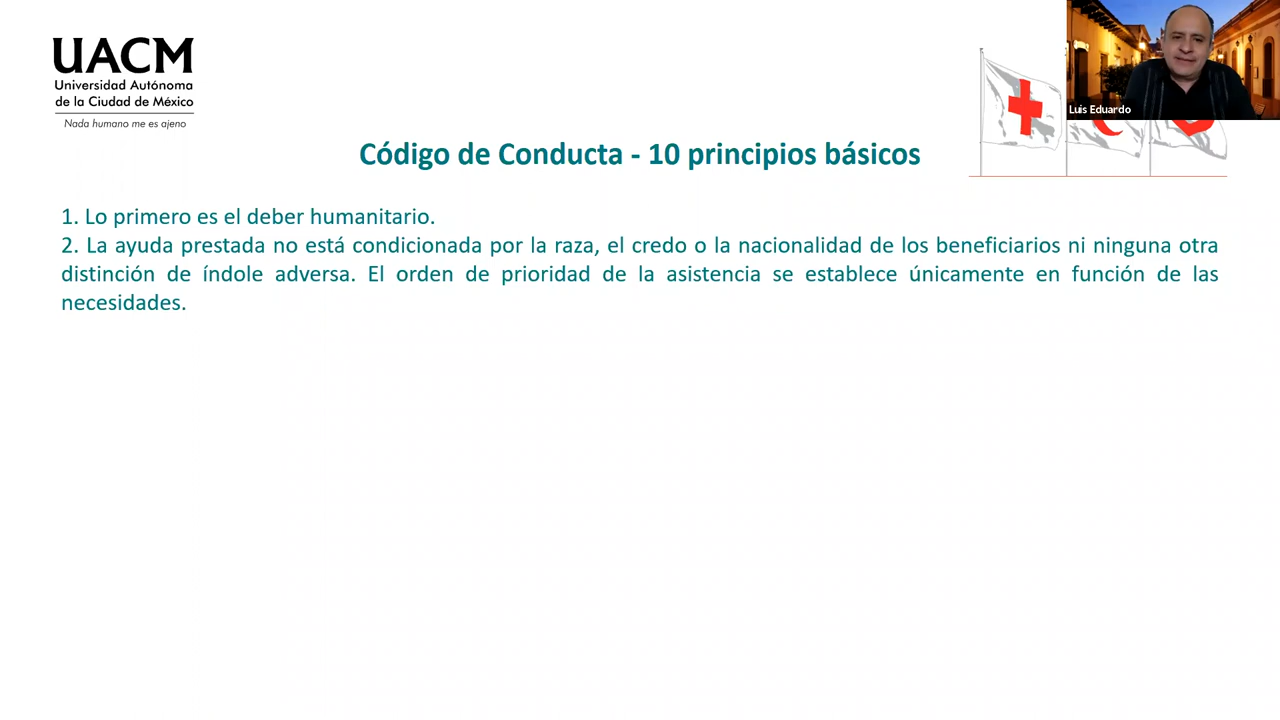 UACM
Universidad Autónoma
de la Ciudad de México
Nada humano me es ajeno
Luis Eduardo
Código de Conducta - 10 principios básicos
1. Lo primero es el deber humanitario.
2. La ayuda prestada no está condicionada por la raza, el credo o la nacionalidad de los beneficiarios ni ninguna otra
distinción de índole adversa. El orden de prioridad de la asistencia se establece únicamente en función de las
necesidades.